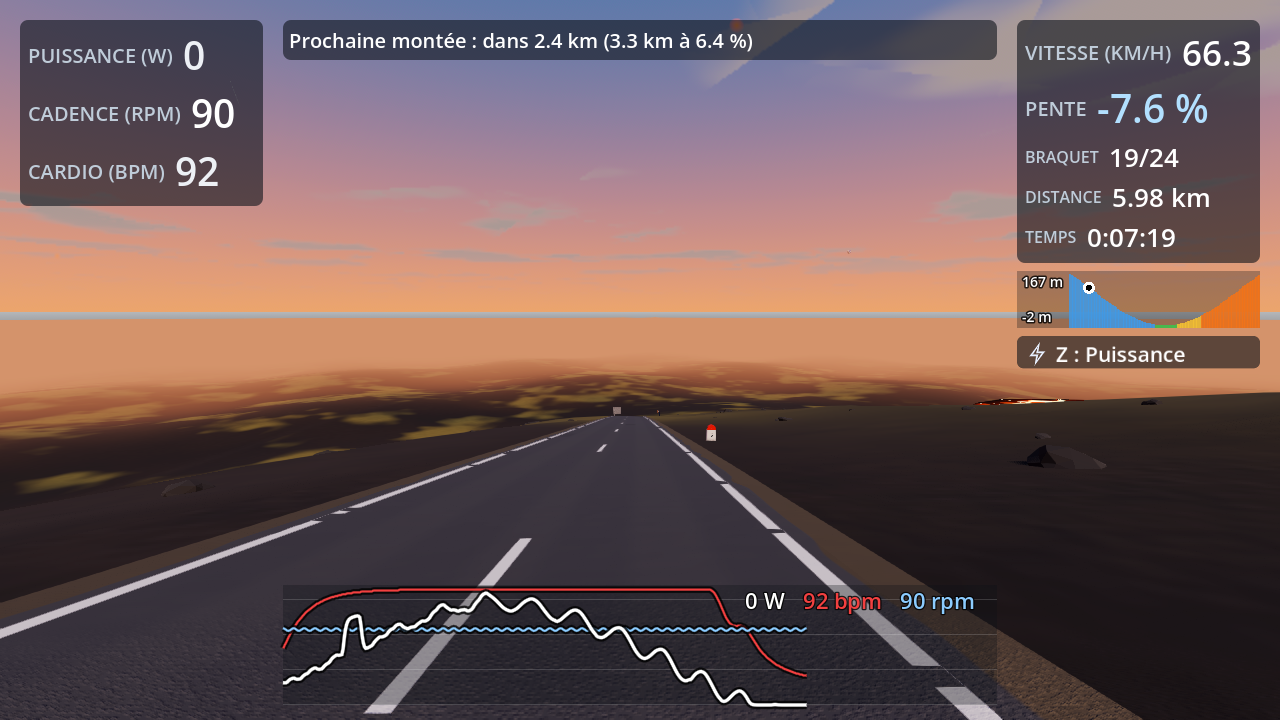 PUISSANCE (W) 0
CADENCE (RPM) 90
CARDIO (BPM) 92
Prochaine montée : dans 2.4 km (3.3 km à 6.4 %)
VITESSE (KM/H) 66.3
PENTE -7.6 %
BRAQUET 19/24
DISTANCE 5.98 km
TEMPS 0:07:19
167 m
-2 m
Z : Puissance
0 W 92 bpm 90 rpm